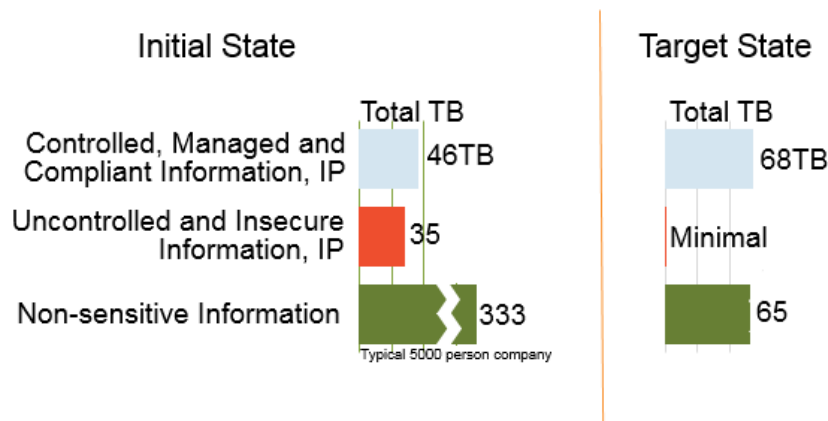 Initial State
Target State
Total TB
Total TB
Controlled, Managed and
Compliant Information, IP
46TB
68TB
Uncontrolled and Insecure
Information, IP
35
Minimal
Non-sensitive Information
333
65
Typical 5000 person company